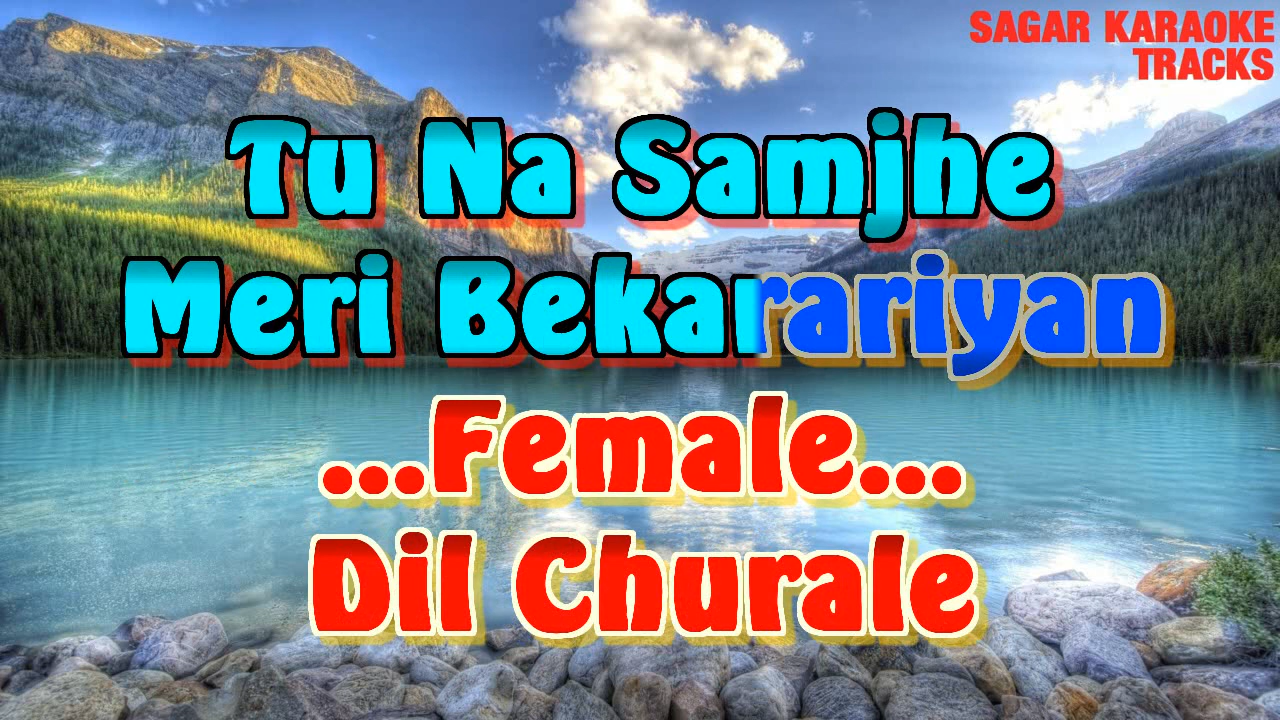 SAGAR KARAOKE
TRACKS
Tu Na Samjhe
Meri Bekarariyan
...Female...
Dil Churale